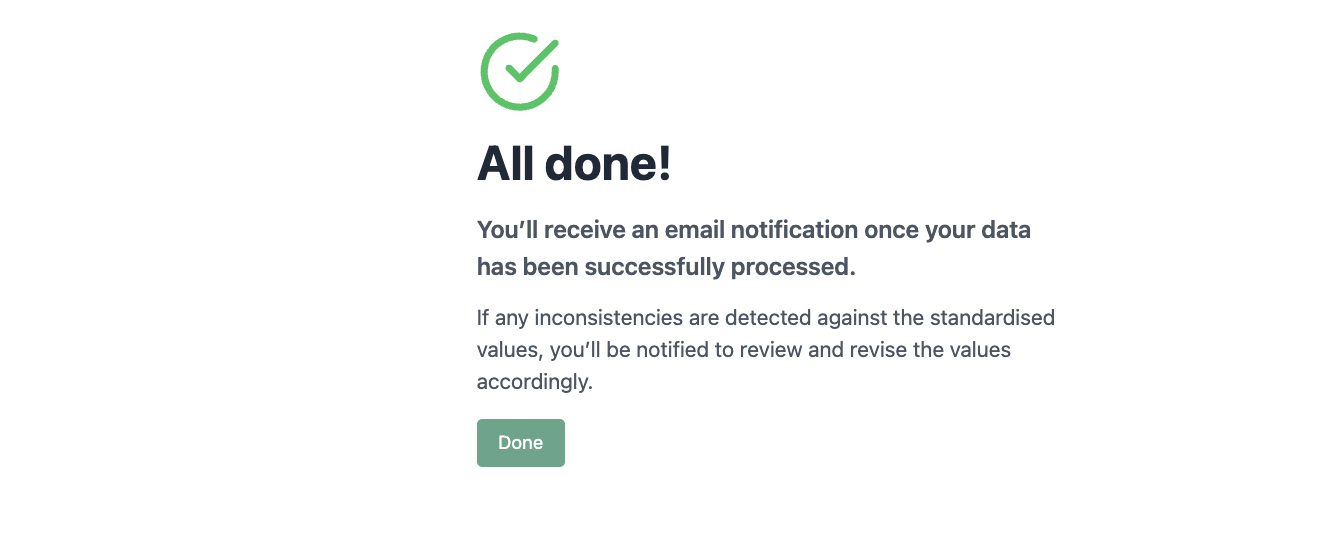 All done!
You’ll receive an email notification once your data
has been successfully processed.
If any inconsistencies are detected against the standardised
values, you’ll be notified to review and revise the values
accordingly.
Done